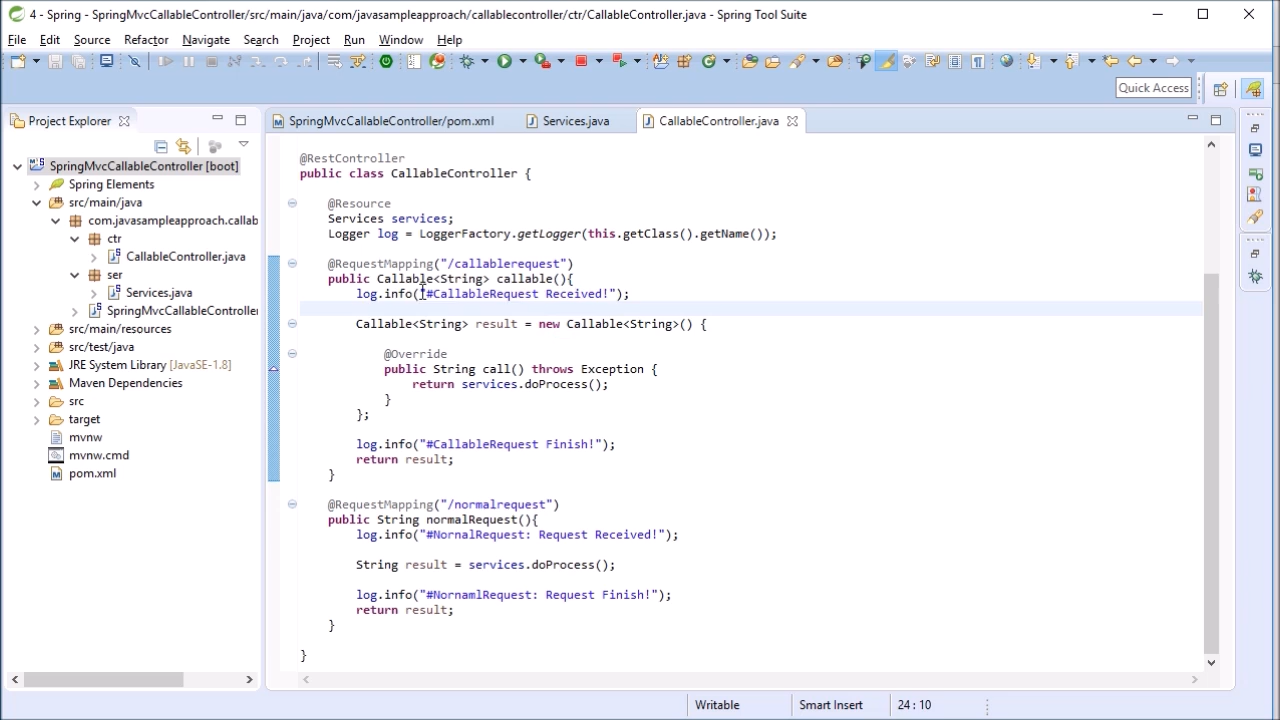 4 - Spring - SpringMvcCallableController/src/main/java/com/javasampleapproach/callablecontroller/ctr/CallableController.java - Spring Tool Suite
File Edit Source Refactor Navigate Search Project Run Window Help
Quick Access
Project Explorer
SpringMvcCallableController [boot]
Spring Elements
src/main/java
com.javasampleapproach.callab
ctr
CallableController.java
ser
Services.java
SpringMvcCallableController
src/main/resources
src/test/java
JRE System Library [JavaSE-1.8]
Maven Dependencies
src
target
mvnw
mvnw.cmd
pom.xml
SpringMvcCallableController/pom.xml Services.java CallableController.java
@RestController
public class CallableController {
@Resource
Services services;
Logger log = LoggerFactory.getLogger(this.getClass().getName());
@RequestMapping("/callablerequest")
public Callable<String> callable(){
log.info("#CallableRequest Received!");
Callable<String> result = new Callable<String>() {
@Override
public String call() throws Exception {
return services.doProcess();
}
};
log.info("#CallableRequest Finish!");
return result;
}
@RequestMapping("/normalrequest")
public String normalRequest(){
log.info("#NornalRequest: Request Received!");
String result = services.doProcess();
log.info("#NornamlRequest: Request Finish!");
return result;
}
}
Writable Smart Insert 24 : 10